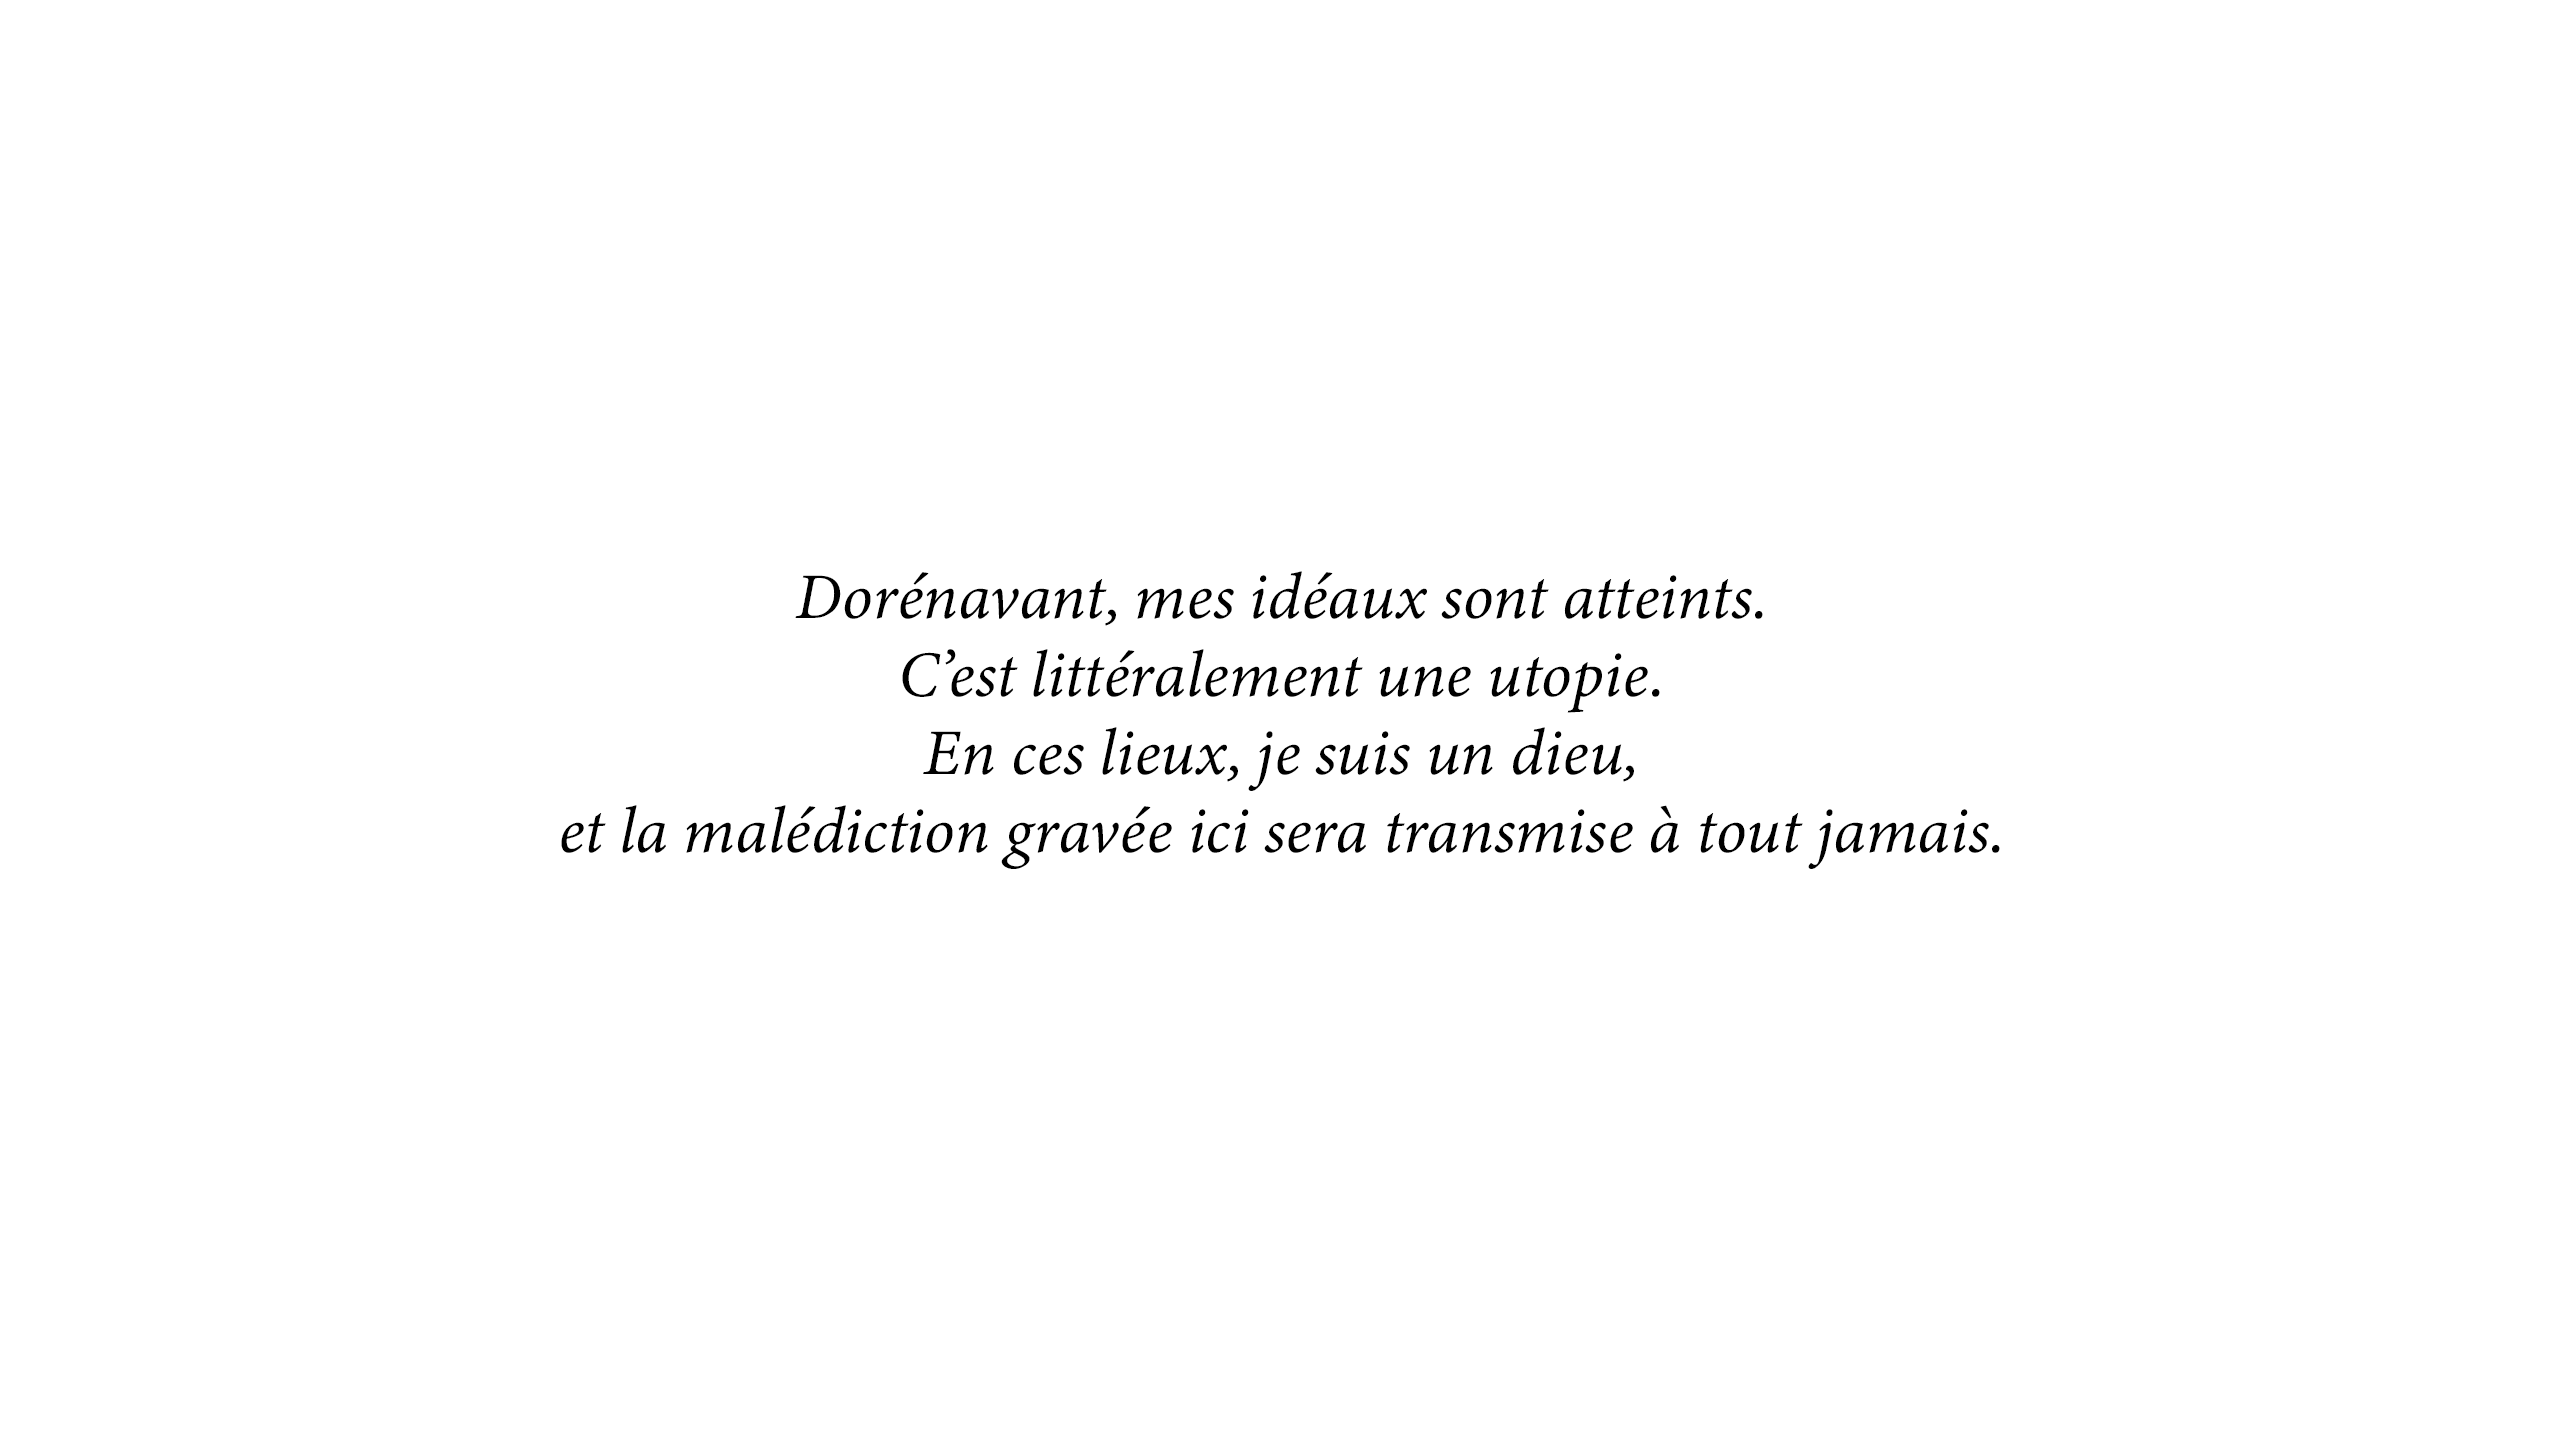 Dorénavant, mes idéaux sont atteints.
C’est littéralement une utopie.
En ces lieux, je suis un dieu,
et la malédiction gravée ici sera transmise à tout jamais.